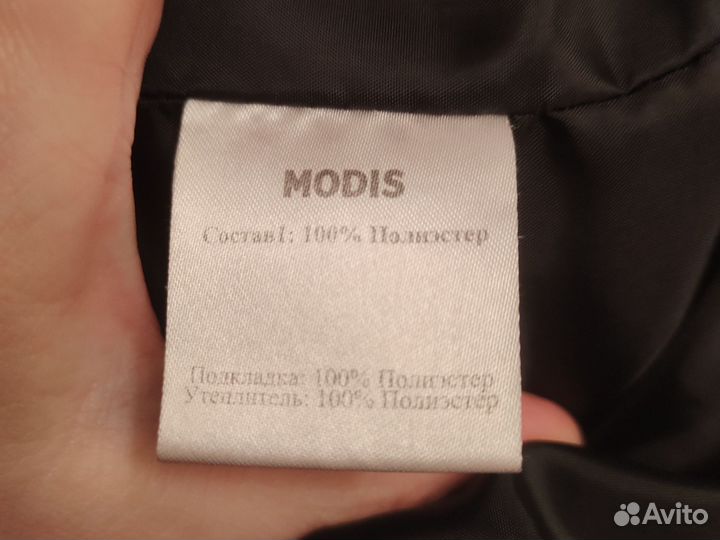 MODIS
Состав1: 100% Полиэстер
Подкладка: 100% Полиэстер
Утеплитель: 100% Полиэстер
Avito